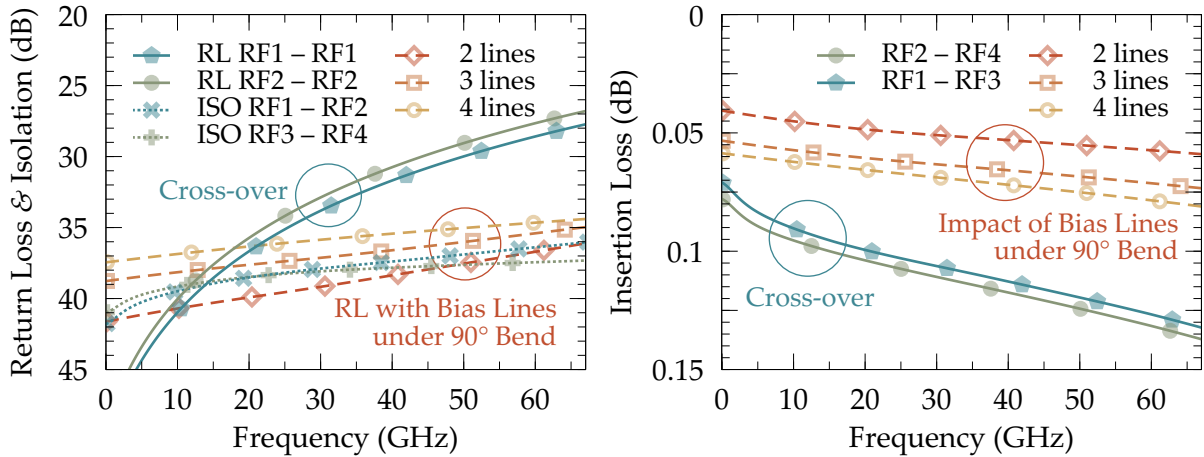 Return Loss & Isolation (dB)
20
25
30
35
40
45
RL RF1 – RF1
RL RF2 – RF2
ISO RF1 – RF2
ISO RF3 – RF4
2 lines
3 lines
4 lines
Cross-over
RL with Bias Lines
under 90° Bend
0 10 20 30 40 50 60
Frequency (GHz)
Insertion Loss (dB)
0
0.05
0.1
0.15
RF2 – RF4
RF1 – RF3
2 lines
3 lines
4 lines
Impact of Bias Lines
under 90° Bend
Cross-over
0 10 20 30 40 50 60
Frequency (GHz)